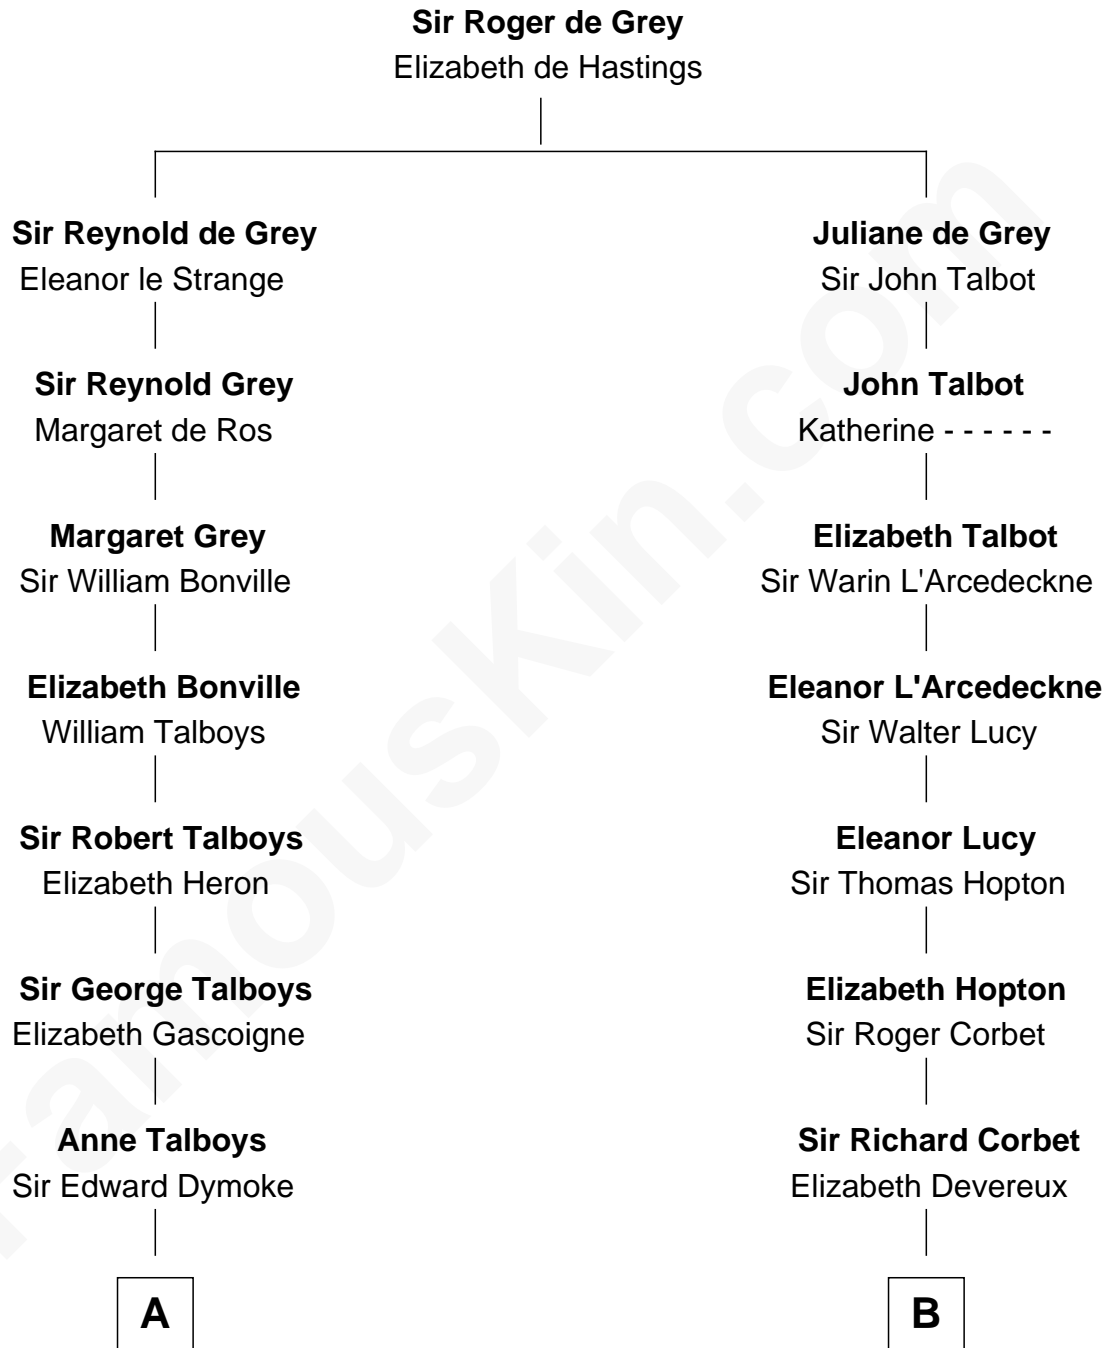 Sir Roger de Grey
Elizabeth de Hastings
Sir Reynold de Grey
Eleanor le Strange
Juliane de Grey
Sir John Talbot
Sir Reynold Grey
Margaret de Ros
John Talbot
Katherine - - - - - -
Margaret Grey
Sir William Bonville
Elizabeth Talbot
Sir Warin L'Arcedeckne
Elizabeth Bonville
William Talboys
Eleanor L'Arcedeckne
Sir Walter Lucy
Sir Robert Talboys
Elizabeth Heron
Eleanor Lucy
Sir Thomas Hopton
Sir George Talboys
Elizabeth Gascoigne
Elizabeth Hopton
Sir Roger Corbet
Anne Talboys
Sir Edward Dymoke
Sir Richard Corbet
Elizabeth Devereux
A
B
FamousKin.com